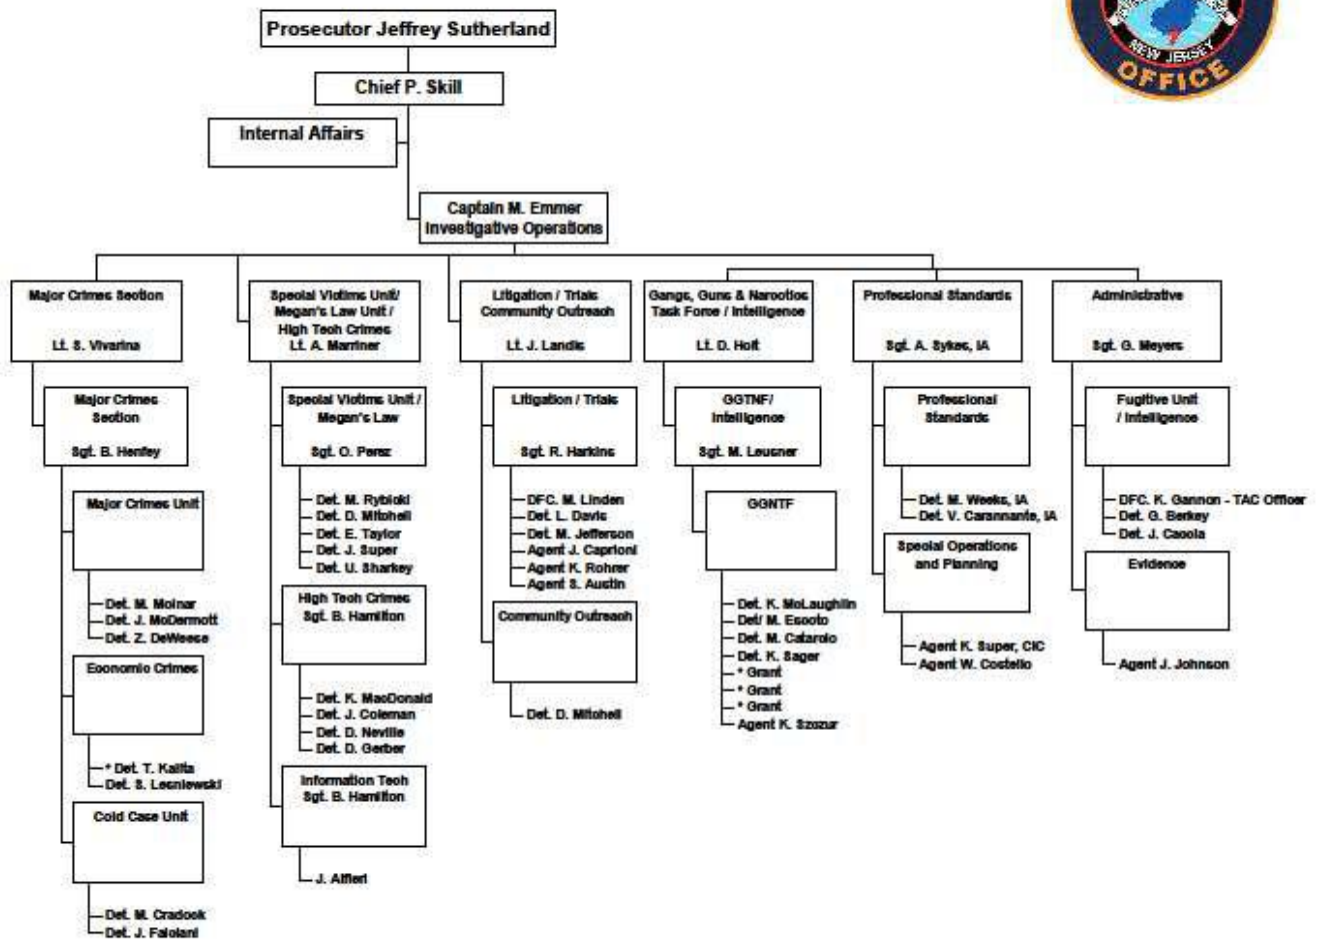 Prosecutor Jeffrey Sutherland
NEW JERSEY
OFFICE
Chief P. Skill
Internal Affairs
Captain M. Emmer
Investigative Operations
Major Crimes Section
Lt. S. Vivarina
Special Victims Unit/
Megan's Law Unit /
High Tech Crimes
Lt. A. Marriner
Litigation / Trials
Community Outreach
Lt. J. Landis
Gangs, Guns & Narcotics
Task Force / Intelligence
Lt. D. Holt
Professional Standards
Sgt. A. Sykes, IA
Administrative
Sgt. G. Meyers
Major Crimes
Section
Sgt. B. Henfey
Major Crimes Unit
Det. M. Molnar
Det. J. McDermott
Det. Z. DeWeese
Economic Crimes
* Det. T. Kalita
Det. S. Lesniewski
Cold Case Unit
Det. M. Cradock
Det. J.
Special Victims Unit /
Megan's Law
Sgt. O. Perez
Det. M. Rybicki
Det. D. Mitchell
Det. E. Taylor
Det. J. Super
Det. U. Sharkey
High Tech Crimes
Sgt. B. Hamilton
Det. K. MacDonald
Det. J. Coleman
Det. D. Neville
Det. D. Gerber
Information Tech
Sgt. B. Hamilton
J. Alfieri
Litigation / Trials
Sgt. R. Harkins
DFC. M. Linden
Det. L. Davis
Det. M. Jefferson
Agent J. Caprioni
Agent K. Rohrer
Agent S. Austin
Community Outreach
Det. D. Mitchell
GGTNF/
Intelligence
Sgt. M. Leusner
GGNTF
Det. K. McLaughlin
Det/ M. Escoto
Det. M. Catarolo
Det. K. Sager
* Grant
* Grant
* Grant
Agent K. Szozur
Professional
Standards
Det. M. Weeks, IA
Det. V. Carannante, IA
Special Operations
and Planning
Agent K. Super, CIC
Agent W. Costello
Fugitive Unit
/ Intelligence
DFC. K. Gannon - TAC Officer
Det. G. Berkey
Det. J. Caccia
Evidence
Agent J. Johnson